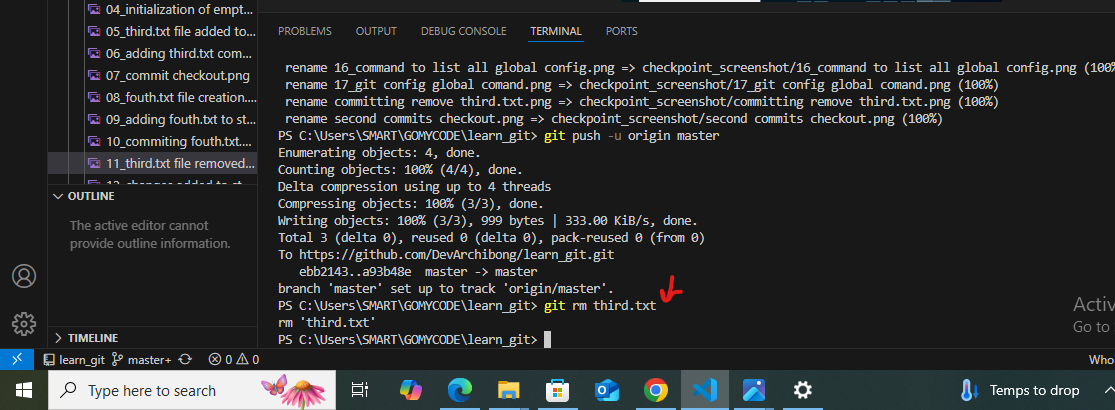 04_initialization of empt...
05_third.txt file added to...
06_adding third.txt com...
07_commit checkout.png
08_fouth.txt file creation....
09_adding fouth.txt to st...
10_commiting fouth.txt....
11_third.txt file removed...
OUTLINE
The active editor cannot
provide outline information.
TIMELINE
PROBLEMS OUTPUT DEBUG CONSOLE TERMINAL PORTS
rename 16_command to list all global config.png => checkpoint_screenshot/16_command to list all global config.png (100%
rename 17_git config global comand.png => checkpoint_screenshot/17_git config global comand.png (100%)
rename committing remove third.txt.png => checkpoint_screenshot/committing remove third.txt.png (100%)
rename second commits checkout.png => checkpoint_screenshot/second commits checkout.png (100%)
PS C:\Users\SMART\GOMYCODE\learn_git> git push -u origin master
Enumerating objects: 4, done.
Counting objects: 100% (4/4), done.
Delta compression using up to 4 threads
Compressing objects: 100% (3/3), done.
Writing objects: 100% (3/3), 999 bytes | 333.00 KiB/s, done.
Total 3 (delta 0), reused 0 (delta 0), pack-reused 0 (from 0)
To https://github.com/DevArchibong/learn_git.git
ebb2143..a93b48e master -> master
branch 'master' set up to track 'origin/master'.
PS C:\Users\SMART\GOMYCODE\learn_git> git rm third.txt
rm 'third.txt'
PS C:\Users\SMART\GOMYCODE\learn_git>
Activ
Go to
learn_git master+ 0 0 Who
Type here to search Temps to drop